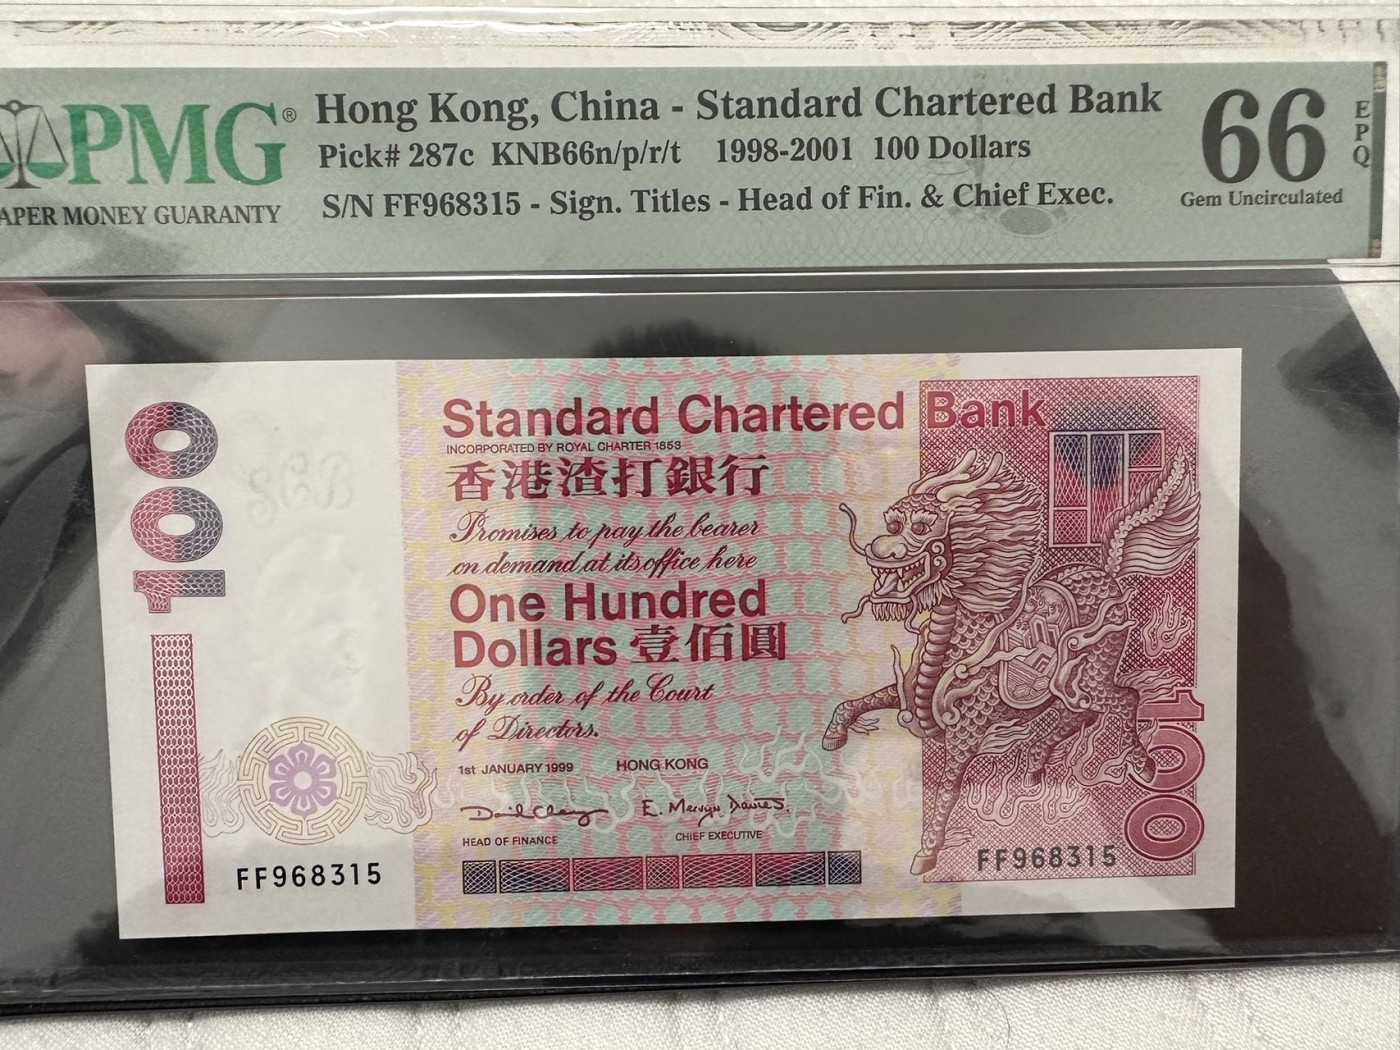 PMG®
PAPER MONEY GUARANTY
Hong Kong, China - Standard Chartered Bank
Pick# 287c KNB66n/p/r/t 1998-2001 100 Dollars
S/N FF968315 - Sign. Titles - Head of Fin. & Chief Exec.
66
EPQ
Gem Uncirculated
100
Standard Chartered Bank
INCORPORATED BY ROYAL CHARTER 1853
香港渣打銀行
Promises to pay the bearer
on demand at its office here
One Hundred
Dollars 壹佰圓
By order of the Court
of Directors.
1st JANUARY 1999 HONG KONG
David Chang E. Mervyn Davies.
HEAD OF FINANCE CHIEF EXECUTIVE
FF968315
FF968315
100